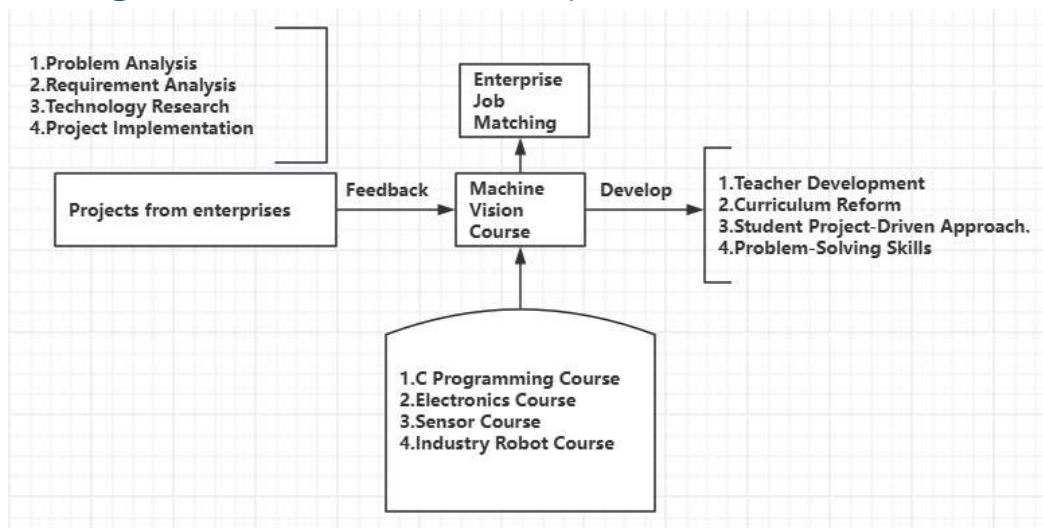 1.Problem Analysis
2.Requirement Analysis
3.Technology Research
4.Project Implementation
Enterprise
Job
Matching
Projects from enterprises
Feedback
Machine
Vision
Course
Develop
1.Teacher Development
2.Curriculum Reform
3.Student Project-Driven Approach.
4.Problem-Solving Skills
1.C Programming Course
2.Electronics Course
3.Sensor Course
4.Industry Robot Course